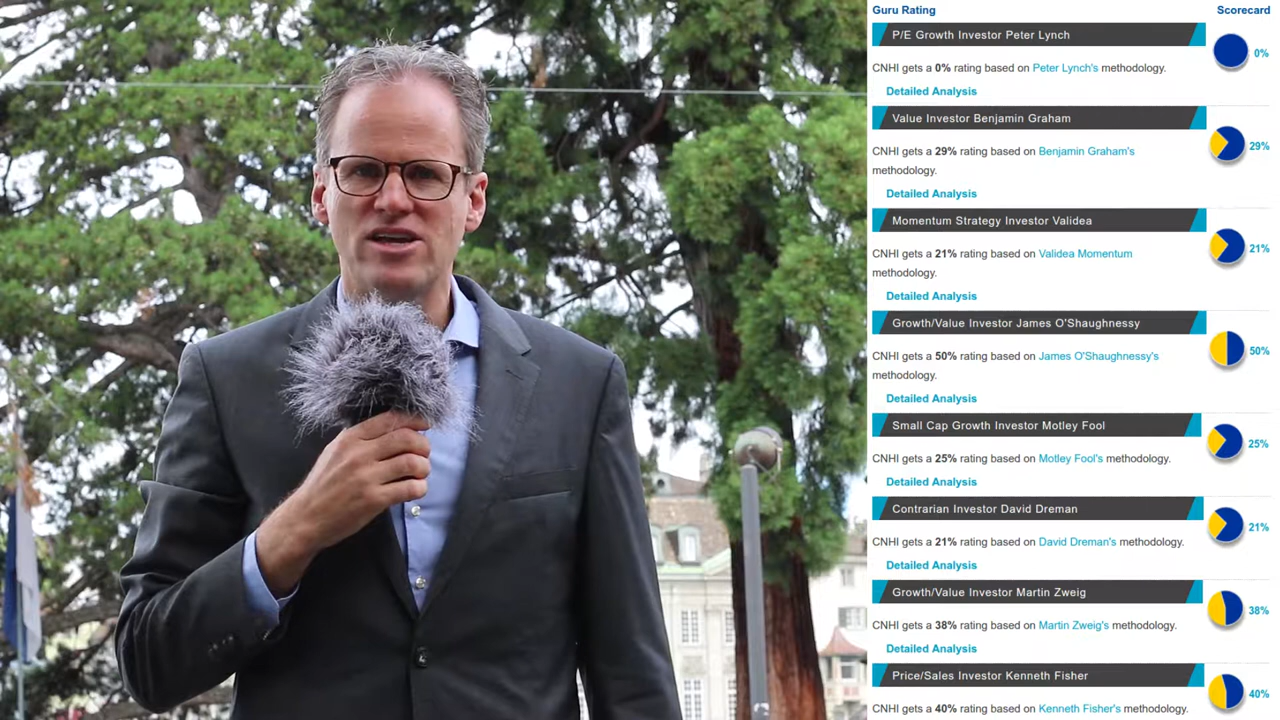 Guru Rating Scorecard
P/E Growth Investor Peter Lynch
0%
CNHI gets a 0% rating based on Peter Lynch's methodology.
Detailed Analysis
Value Investor Benjamin Graham
29%
CNHI gets a 29% rating based on Benjamin Graham's
methodology.
Detailed Analysis
Momentum Strategy Investor Validea
21%
CNHI gets a 21% rating based on Validea Momentum
methodology.
Detailed Analysis
Growth/Value Investor James O'Shaughnessy
50%
CNHI gets a 50% rating based on James O'Shaughnessy's
methodology.
Detailed Analysis
Small Cap Growth Investor Motley Fool
25%
CNHI gets a 25% rating based on Motley Fool's methodology.
Detailed Analysis
Contrarian Investor David Dreman
21%
CNHI gets a 21% rating based on David Dreman's methodology.
Detailed Analysis
Growth/Value Investor Martin Zweig
38%
CNHI gets a 38% rating based on Martin Zweig's methodology.
Detailed Analysis
Price/Sales Investor Kenneth Fisher
40%
CNHI gets a 40% rating based on Kenneth Fisher's methodology.